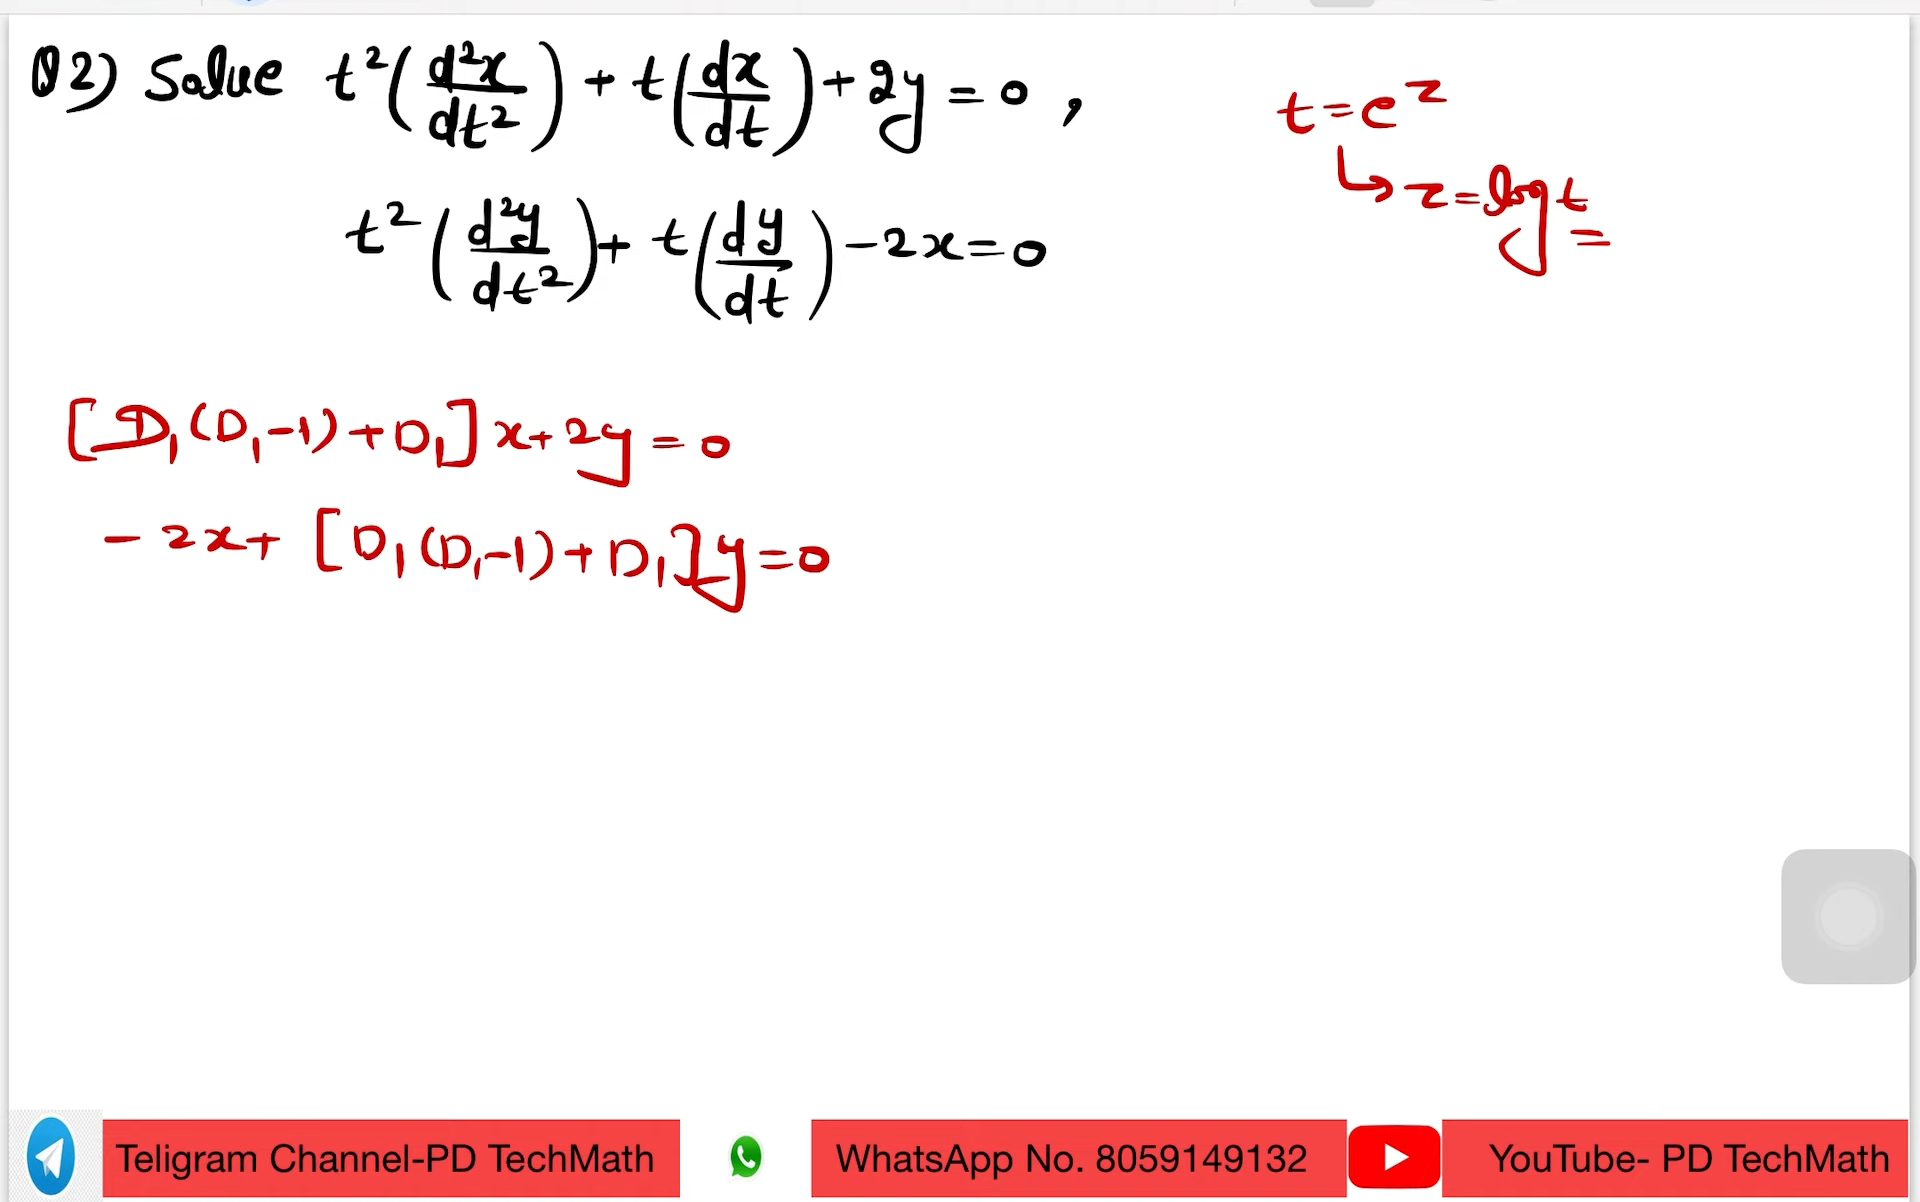 Q2) Solve t²(d²x/dt²) + t(dx/dt) + 2y = 0 ,
t²(d²y/dt²) + t(dy/dt) - 2x = 0
t = e^z
↳ z = log t
[D₁(D₁-1) + D₁] x + 2y = 0
- 2x + [D₁(D₁-1) + D₁] y = 0
Teligram Channel-PD TechMath
WhatsApp No. 8059149132
YouTube- PD TechMath